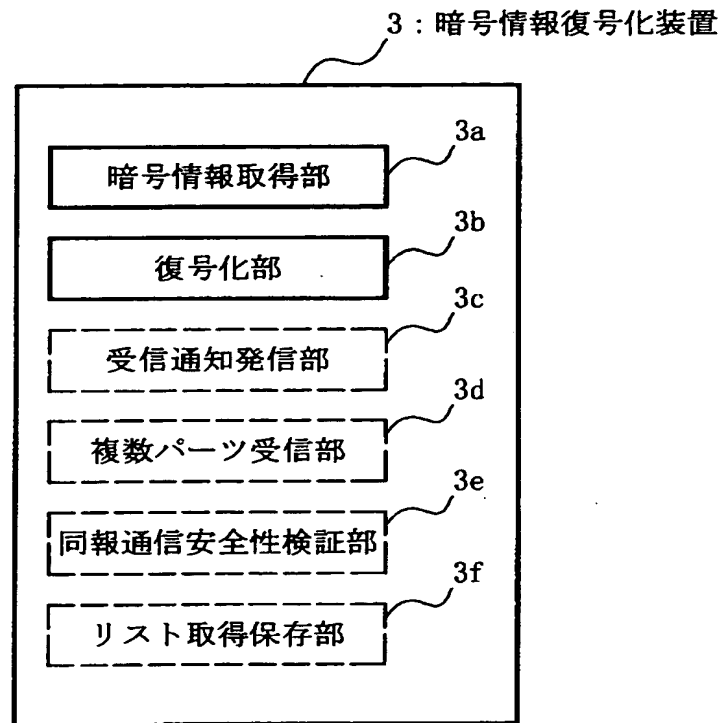 3：暗号情報復号化装置
3a
暗号情報取得部
3b
復号化部
3c
受信通知発信部
3d
複数パーツ受信部
3e
同報通信安全性検証部
3f
リスト取得保存部